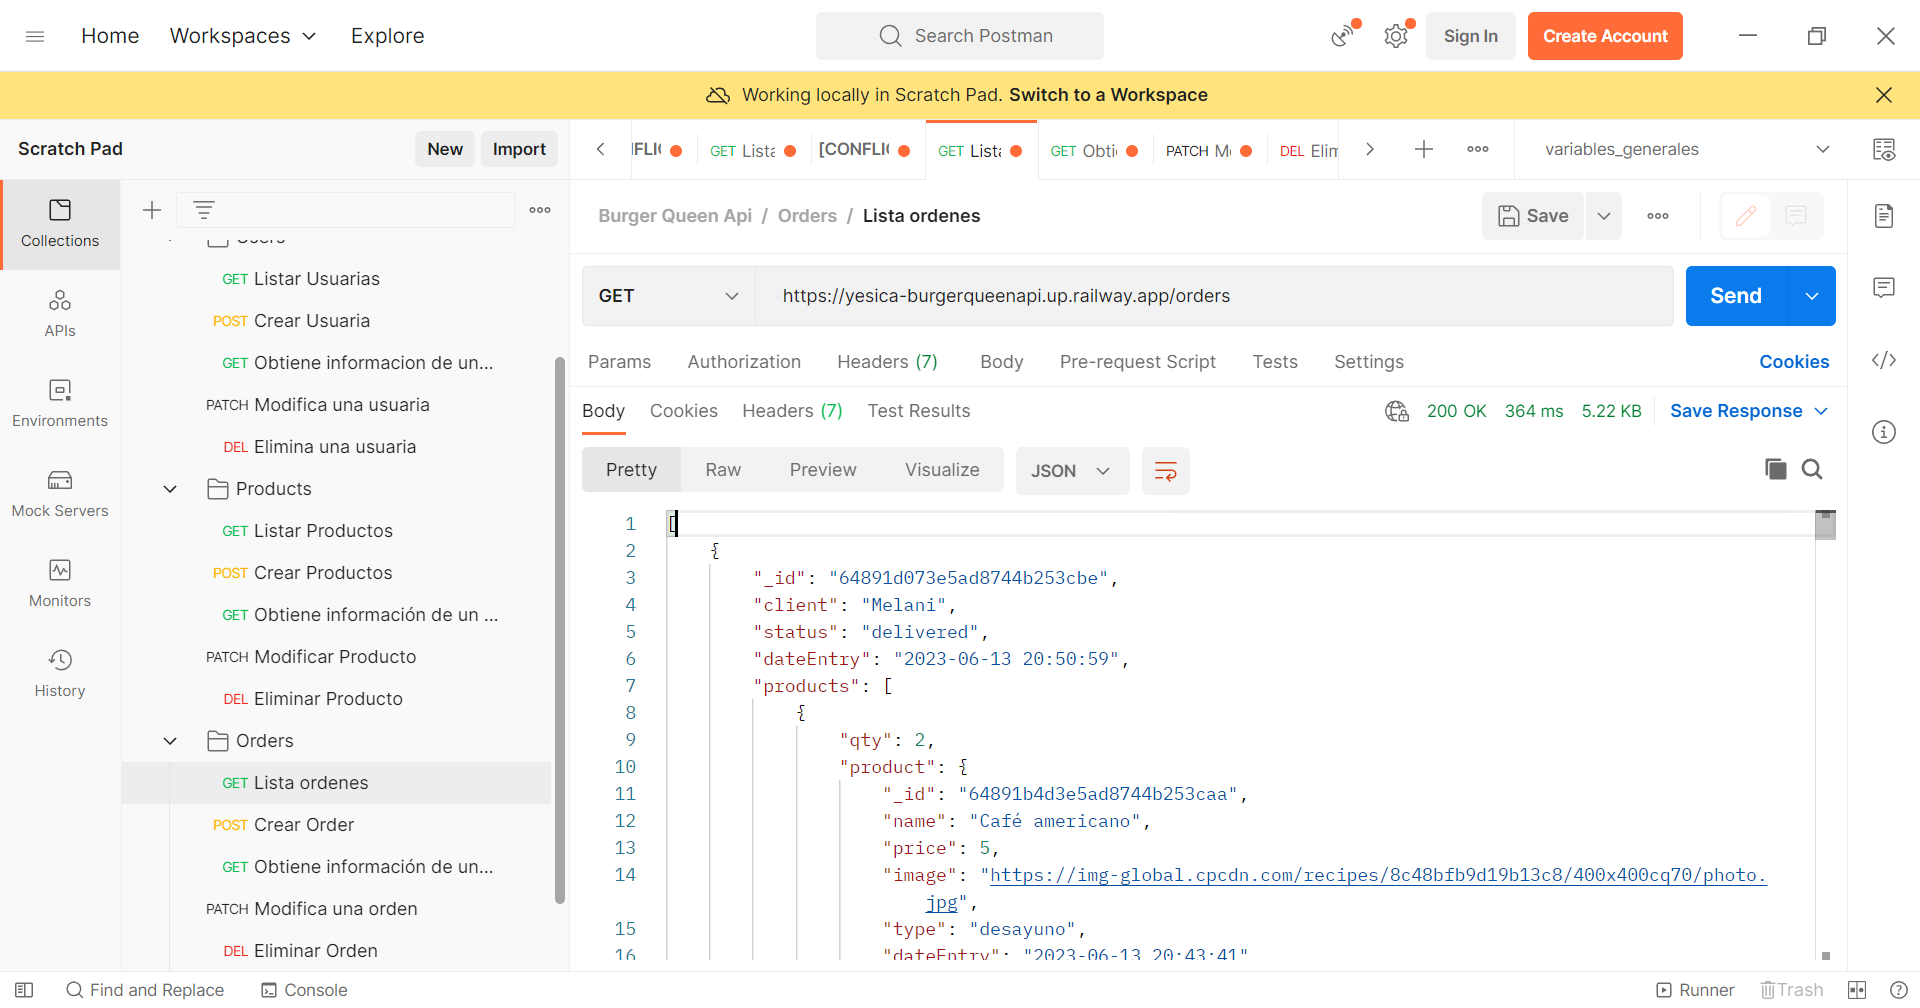 Home Workspaces Explore Search Postman Sign In Create Account
Working locally in Scratch Pad. Switch to a Workspace
Scratch Pad New Import
GET Lista [CONFLIC GET Lista GET Obti PATCH DEL Elim variables_generales
Burger Queen Api / Orders / Lista ordenes Save
GET https://yesica-burgerqueenapi.up.railway.app/orders Send
Params Authorization Headers (7) Body Pre-request Script Tests Settings Cookies
Body Cookies Headers (7) Test Results 200 OK 364 ms 5.22 KB Save Response
Pretty Raw Preview Visualize JSON
Collections
APIs
Environments
Mock Servers
Monitors
History
Users
GET Listar Usuarias
POST Crear Usuaria
GET Obtiene informacion de un...
PATCH Modifica una usuaria
DEL Elimina una usuaria
Products
GET Listar Productos
POST Crear Productos
GET Obtiene información de un ...
PATCH Modificar Producto
DEL Eliminar Producto
Orders
GET Lista ordenes
POST Crear Order
GET Obtiene información de un...
PATCH Modifica una orden
DEL Eliminar Orden
1 [
2 {
3 "_id": "64891d073e5ad8744b253cbe",
4 "client": "Melani",
5 "status": "delivered",
6 "dateEntry": "2023-06-13 20:50:59",
7 "products": [
8 {
9 "qty": 2,
10 "product": {
11 "_id": "64891b4d3e5ad8744b253caa",
12 "name": "Café americano",
13 "price": 5,
14 "image": "https://img-global.cpcdn.com/recipes/8c48bfb9d19b13c8/400x400cq70/photo.
jpg",
15 "type": "desayuno",
16 "dateEntry": "2023-06-13 20:43:41"
Find and Replace Console Runner Trash